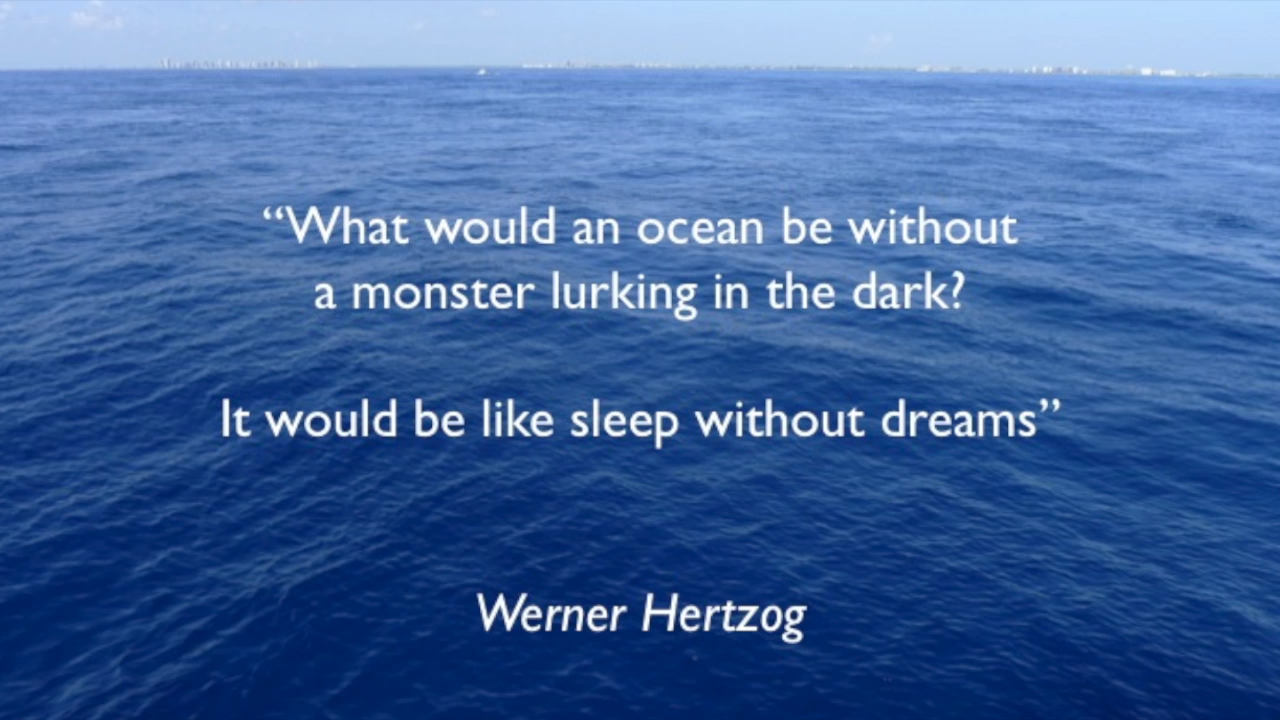 “What would an ocean be without
a monster lurking in the dark?
It would be like sleep without dreams”
Werner Hertzog